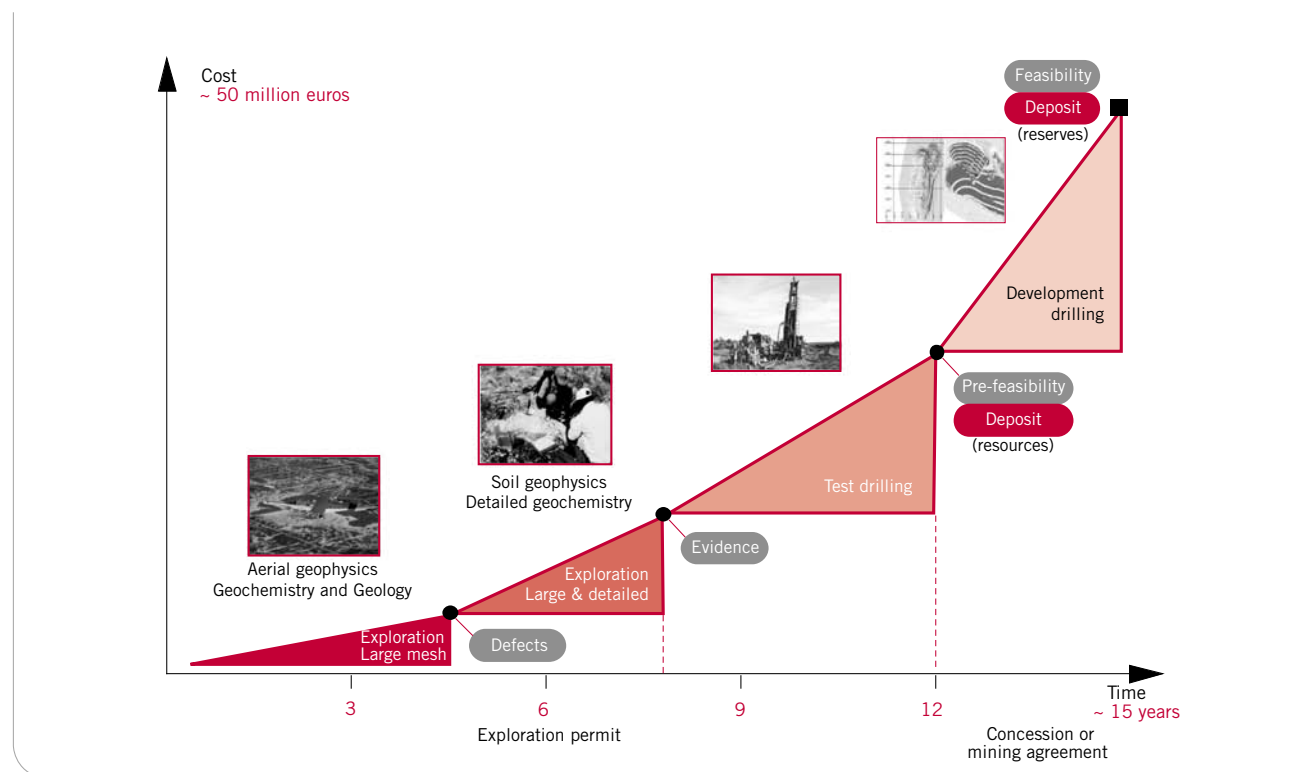 Cost
~ 50 million euros
Feasibility
Deposit
(reserves)
Development
drilling
Pre-feasibility
Deposit
(resources)
Test drilling
Soil geophysics
Detailed geochemistry
Evidence
Aerial geophysics
Geochemistry and Geology
Exploration
Large & detailed
Exploration
Large mesh
Defects
3
6
9
12
Time
~ 15 years
Exploration permit
Concession or
mining agreement